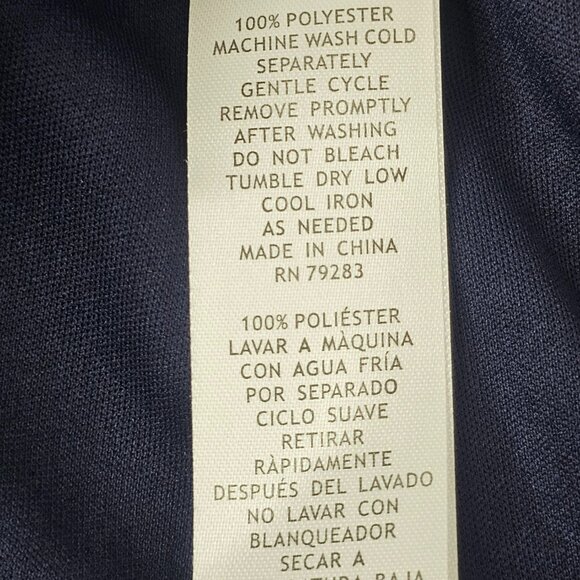 100% POLYESTER
MACHINE WASH COLD
SEPARATELY
GENTLE CYCLE
REMOVE PROMPTLY
AFTER WASHING
DO NOT BLEACH
TUMBLE DRY LOW
COOL IRON
AS NEEDED
MADE IN CHINA
RN 79283
100% POLIÉSTER
LAVAR A MÀQUINA
CON AGUA FRÍA
POR SEPARADO
CICLO SUAVE
RETIRAR
RÀPIDAMENTE
DESPUÉS DEL LAVADO
NO LAVAR CON
BLANQUEADOR
SECAR A
BAJA